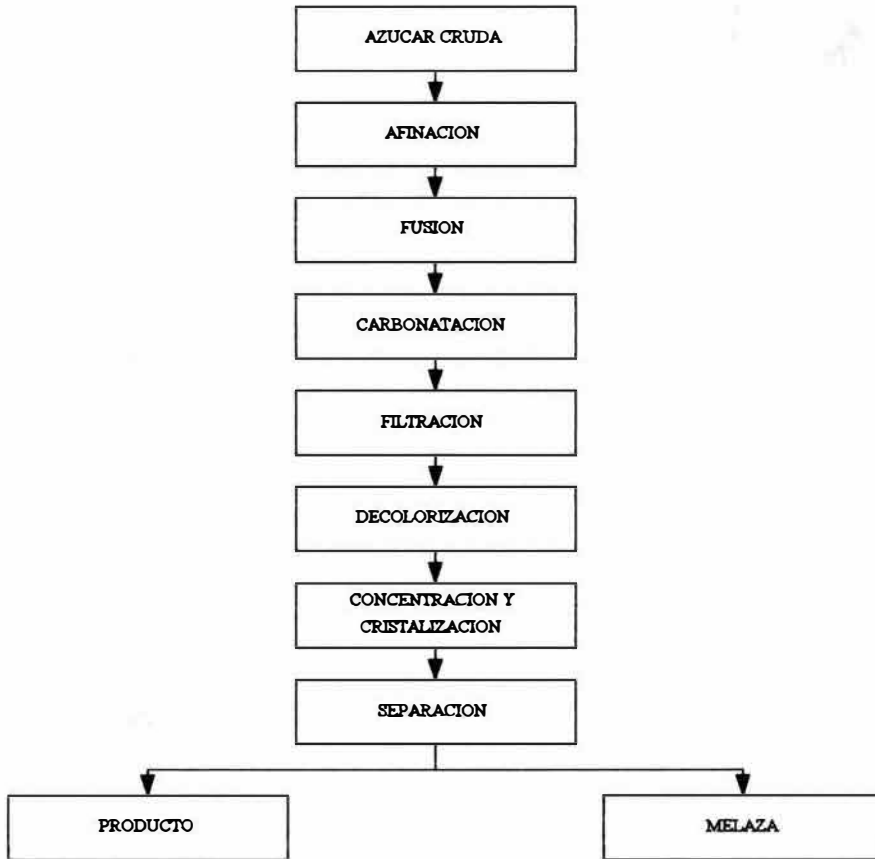 AZUCAR CRUDA
AFINACION
FUSION
CARBONATACION
FILTRACION
DECOLORIZACION
CONCENTRACION Y
CRISTALIZACION
SEPARACION
PRODUCTO
MELAZA